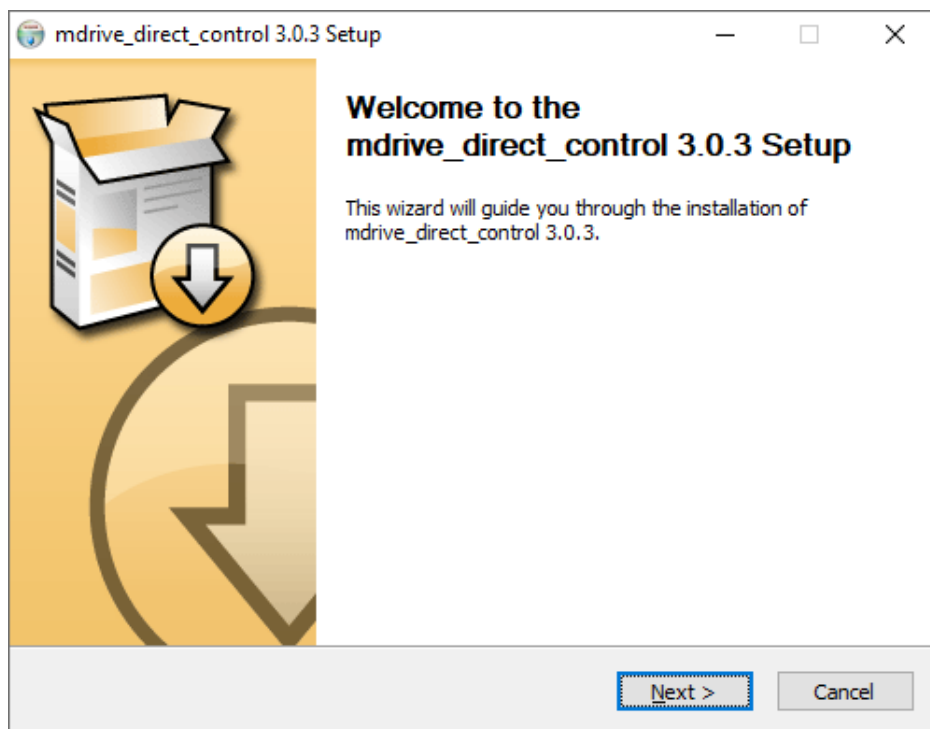 mdrive_direct_control 3.0.3 Setup
Welcome to the
mdrive_direct_control 3.0.3 Setup
This wizard will guide you through the installation of
mdrive_direct_control 3.0.3.
Next >
Cancel